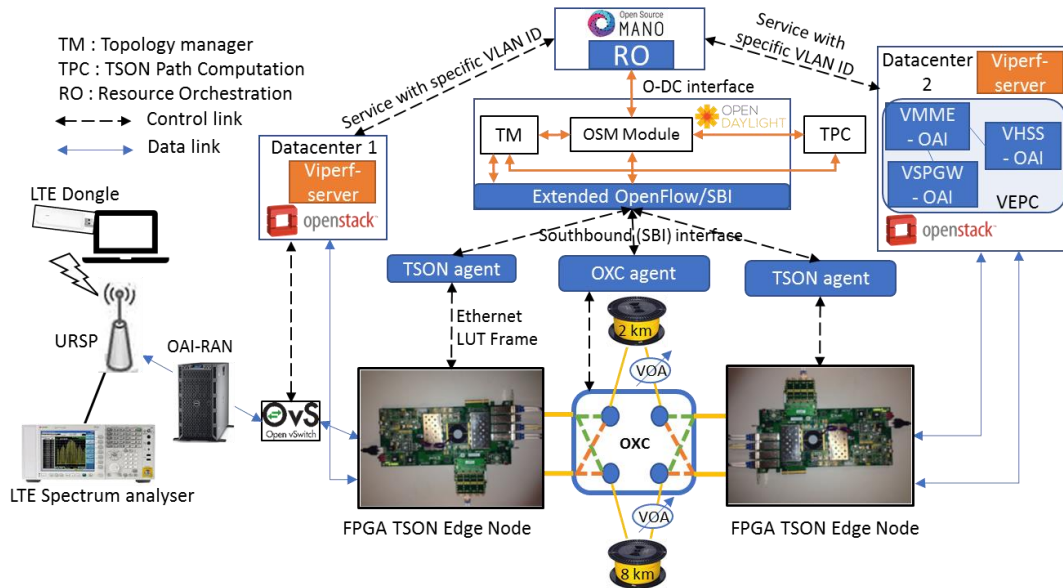 TM : Topology manager
TPC : TSON Path Computation
RO : Resource Orchestration
Control link
Data link
Open Source
MANO
RO
Service with specific VLAN ID
Service with
specific VLAN ID
O-DC interface
TM
OSM Module
OPEN
DAYLIGHT
TPC
Extended OpenFlow/SBI
Datacenter 1
Viperf-
server
openstack
Datacenter
2
Viperf-
server
VMME
- OAI
VHSS
- OAI
VSPGW
- OAI
VEPC
openstack
LTE Dongle
URSP
OAI-RAN
OvS
Open vSwitch
LTE Spectrum analyser
Southbound (SBI) interface
TSON agent
OXC agent
TSON agent
Ethernet
LUT Frame
2 km
VOA
OXC
VOA
8 km
FPGA TSON Edge Node
FPGA TSON Edge Node